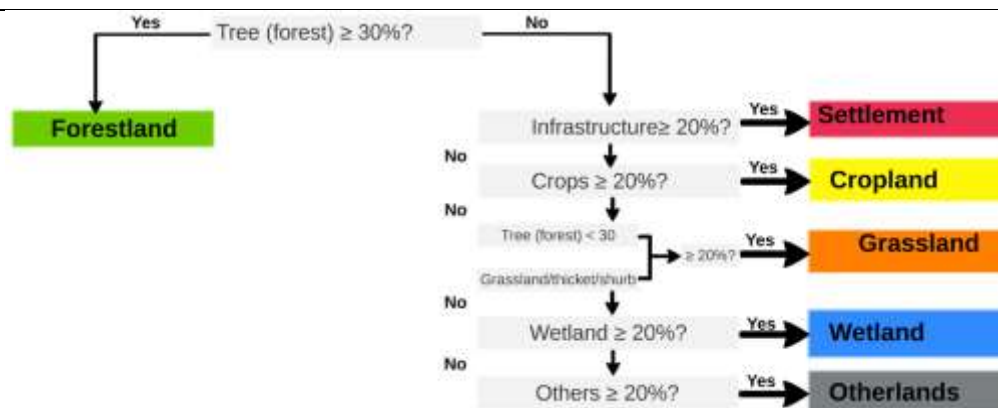 Yes
Tree (forest) ≥ 30%?
No
Forestland
Infrastructure≥ 20%?
Yes
Settlement
No
Crops ≥ 20%?
Yes
Cropland
No
Tree (forest) < 30
Grassland/thicket/shurb
≥ 20%?
Yes
Grassland
No
Wetland ≥ 20%?
Yes
Wetland
No
Others ≥ 20%?
Yes
Otherlands